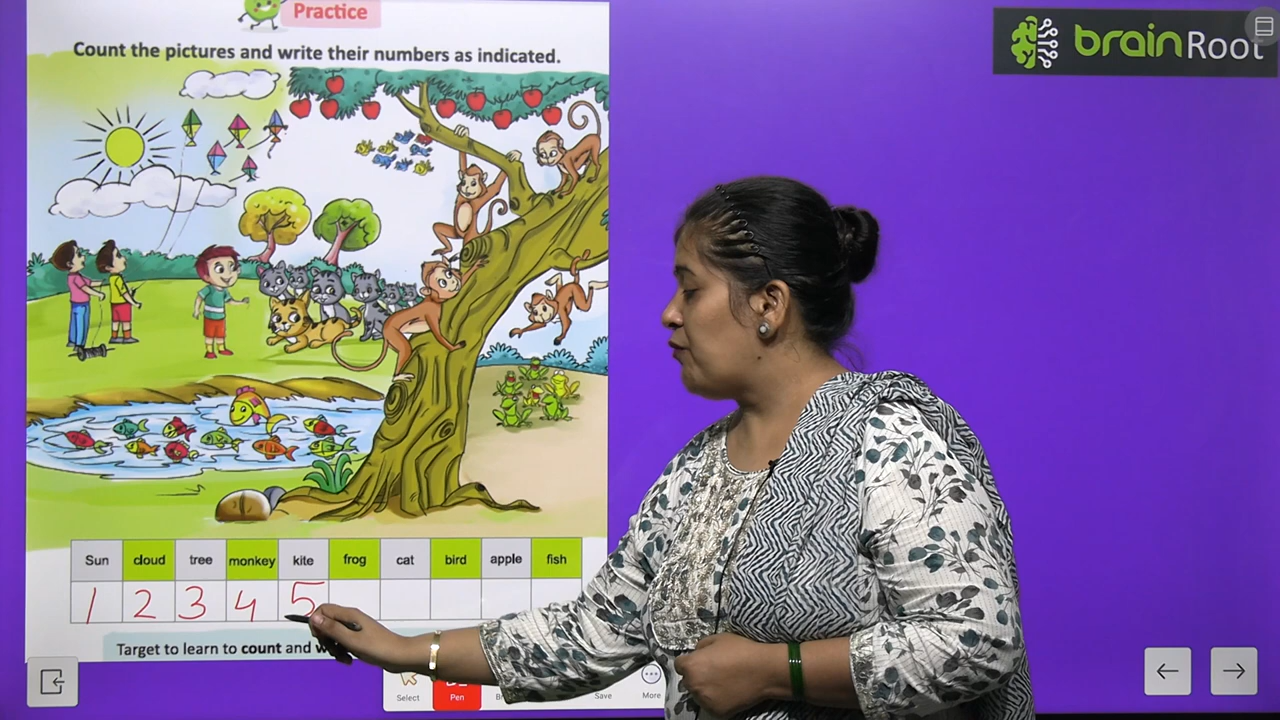 Practice
brainRoot
Count the pictures and write their numbers as indicated.
Sun cloud tree monkey kite frog cat bird apple fish
1 2 3 4 5
Target to learn to count and
Select Pen Save More